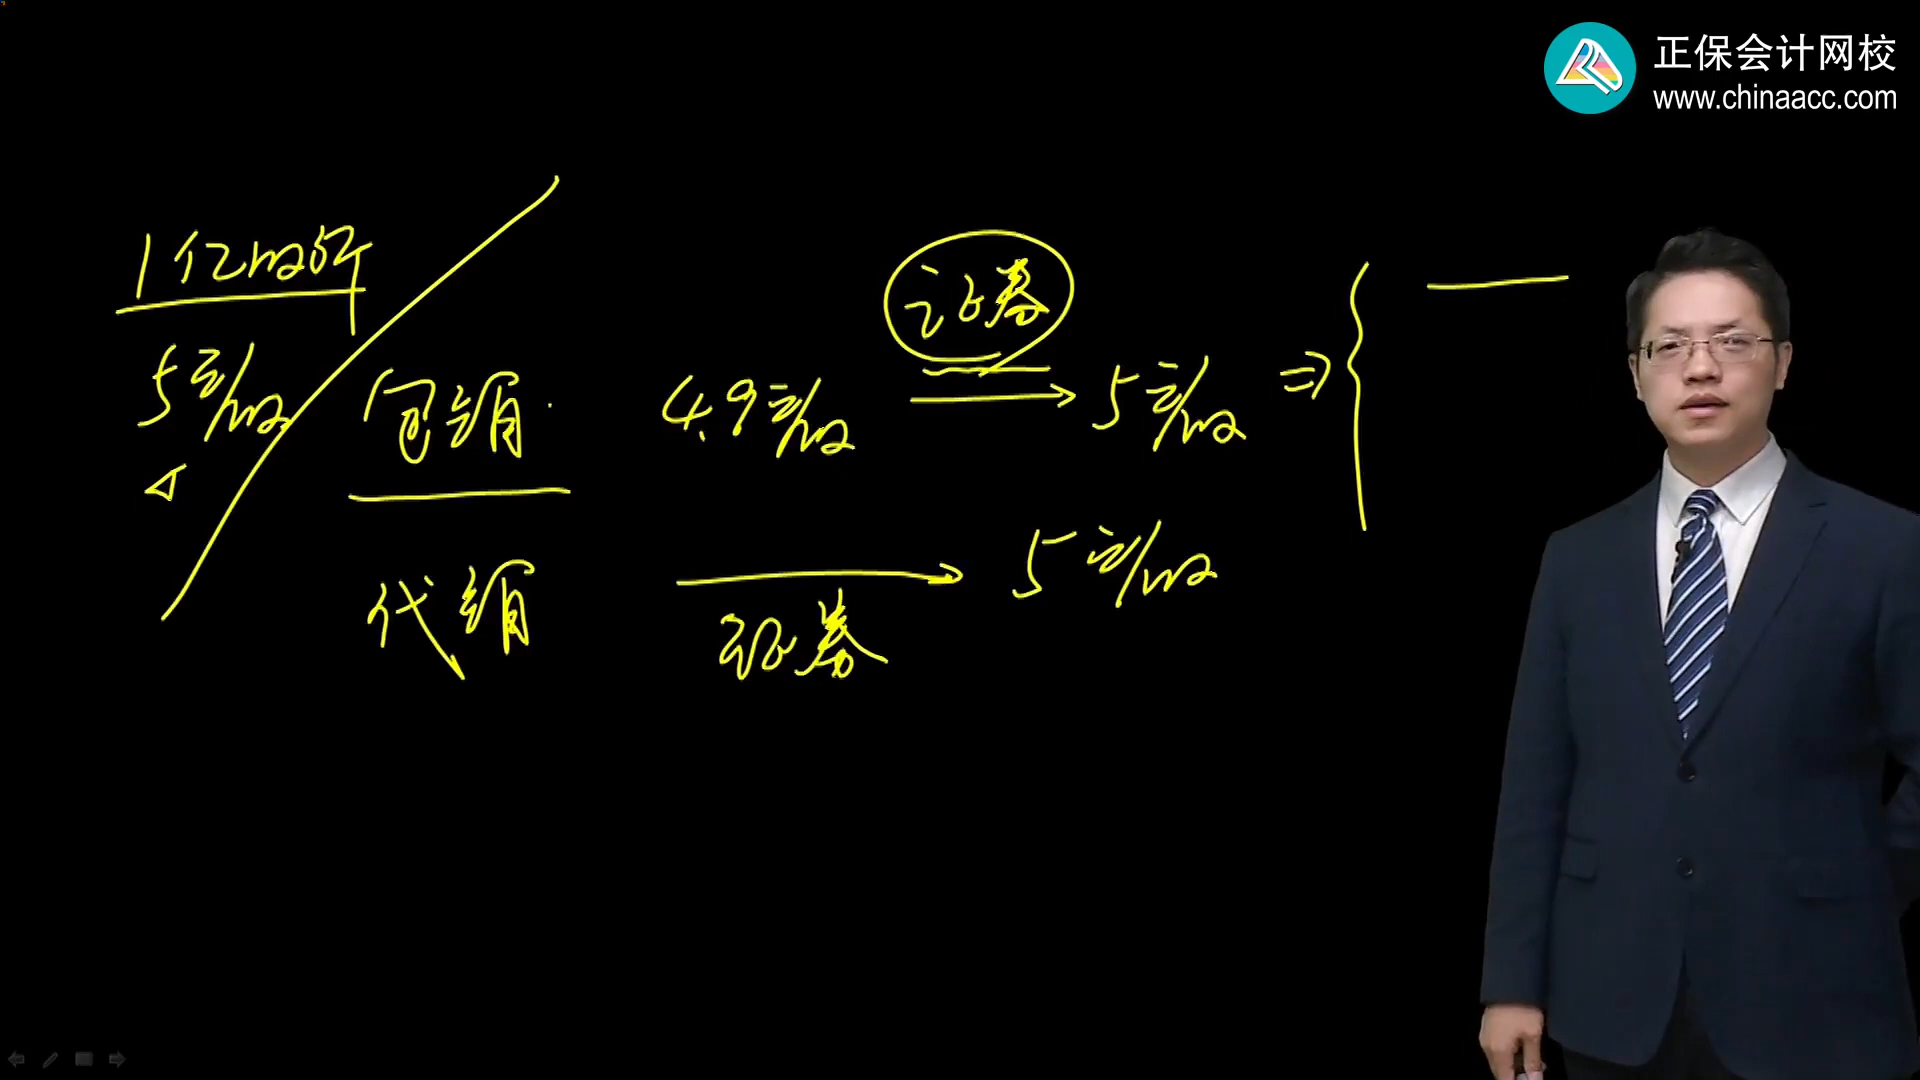 正保会计网校
www.chinaacc.com
1亿股
5元/股
包销
4.9元/股
证券
5元/股
代销
证券
5元/股